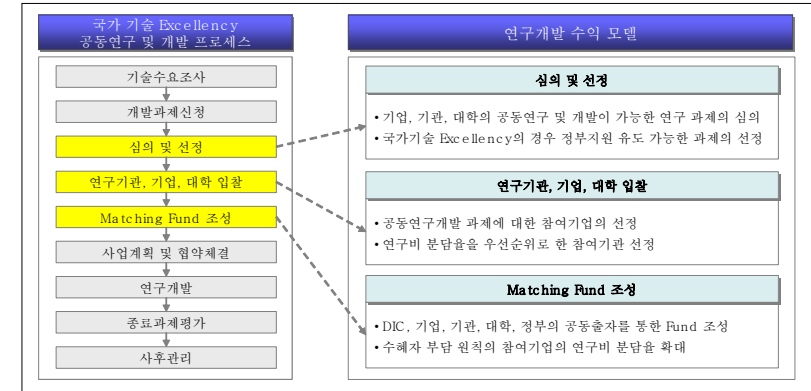 국가 기술 Excellency
공동연구 및 개발 프로세스
기술수요조사
개발과제신청
심의 및 선정
연구기관, 기업, 대학 입찰
Matching Fund 조성
사업계획 및 협약체결
연구개발
종료과제평가
사후관리
연구개발 수익 모델
심의 및 선정
• 기업, 기관, 대학의 공동연구 및 개발이 가능한 연구 과제의 심의
• 국가기술 Excellency의 경우 정부지원 유도 가능한 과제의 선정
연구기관, 기업, 대학 입찰
• 공동연구개발 과제에 대한 참여기업의 선정
• 연구비 분담율을 우선순위로 한 참여기관 선정
Matching Fund 조성
• DIC, 기업, 기관, 대학, 정부의 공동출자를 통한 Fund 조성
• 수혜자 부담 원칙의 참여기업의 연구비 분담율 확대